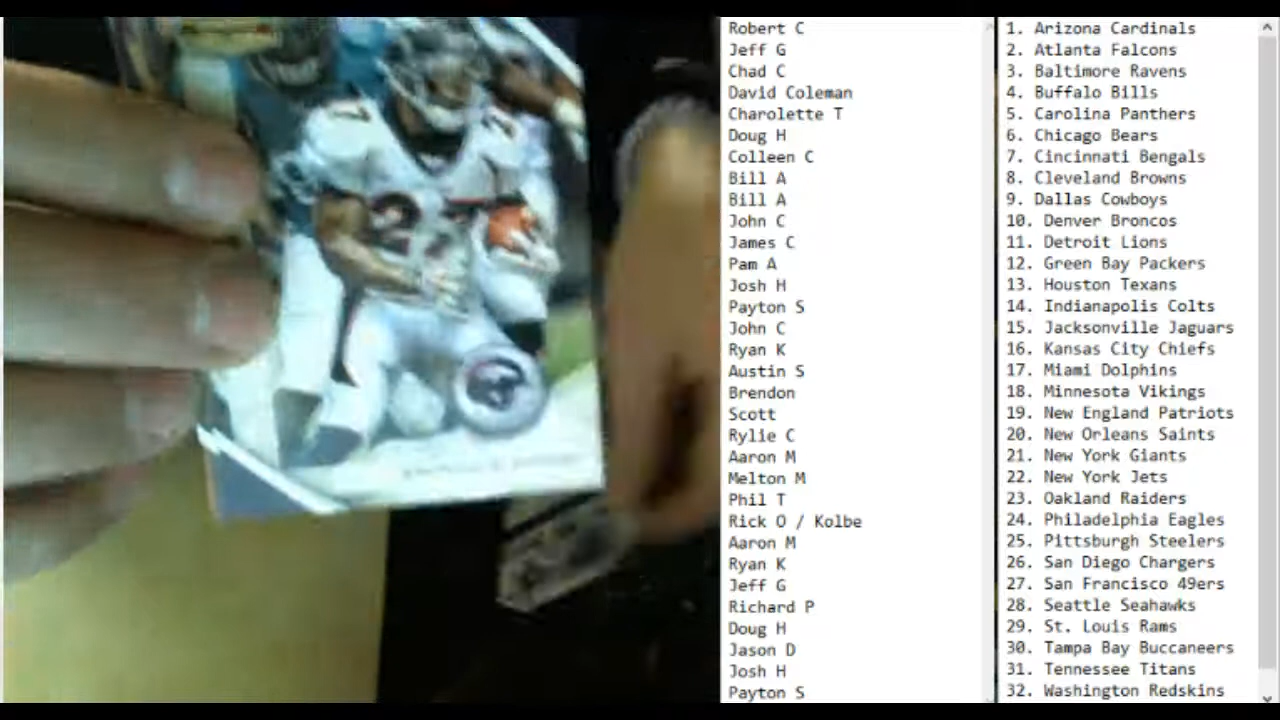 Robert C
Jeff G
Chad C
David Coleman
Charolette T
Doug H
Colleen C
Bill A
Bill A
John C
James C
Pam A
Josh H
Payton S
John C
Ryan K
Austin S
Brendon
Scott
Rylie C
Aaron M
Melton M
Phil T
Rick O / Kolbe
Aaron M
Ryan K
Jeff G
Richard P
Doug H
Jason D
Josh H
Payton S
1. Arizona Cardinals
2. Atlanta Falcons
3. Baltimore Ravens
4. Buffalo Bills
5. Carolina Panthers
6. Chicago Bears
7. Cincinnati Bengals
8. Cleveland Browns
9. Dallas Cowboys
10. Denver Broncos
11. Detroit Lions
12. Green Bay Packers
13. Houston Texans
14. Indianapolis Colts
15. Jacksonville Jaguars
16. Kansas City Chiefs
17. Miami Dolphins
18. Minnesota Vikings
19. New England Patriots
20. New Orleans Saints
21. New York Giants
22. New York Jets
23. Oakland Raiders
24. Philadelphia Eagles
25. Pittsburgh Steelers
26. San Diego Chargers
27. San Francisco 49ers
28. Seattle Seahawks
29. St. Louis Rams
30. Tampa Bay Buccaneers
31. Tennessee Titans
32. Washington Redskins